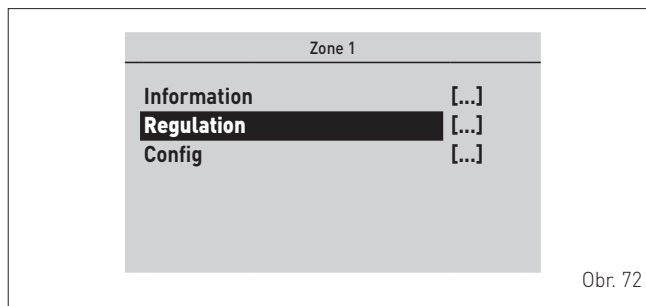 Zone 1
Information [...]
Regulation [...]
Config [...]
Obr. 72